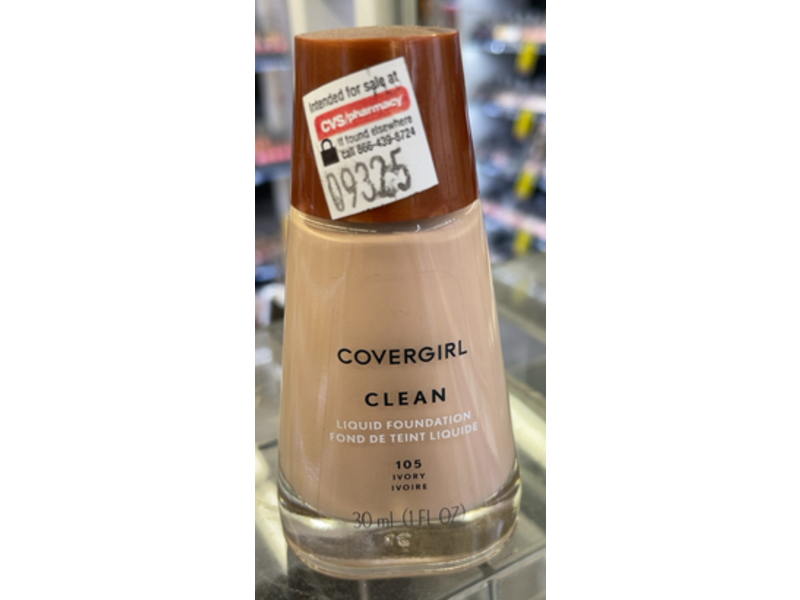 Intended for sale at
CVS/pharmacy
If found elsewhere
call 866-439-8724
09325
COVERGIRL
CLEAN
LIQUID FOUNDATION
FOND DE TEINT LIQUIDE
105
IVORY
IVOIRE
30 mL (1 FL OZ)